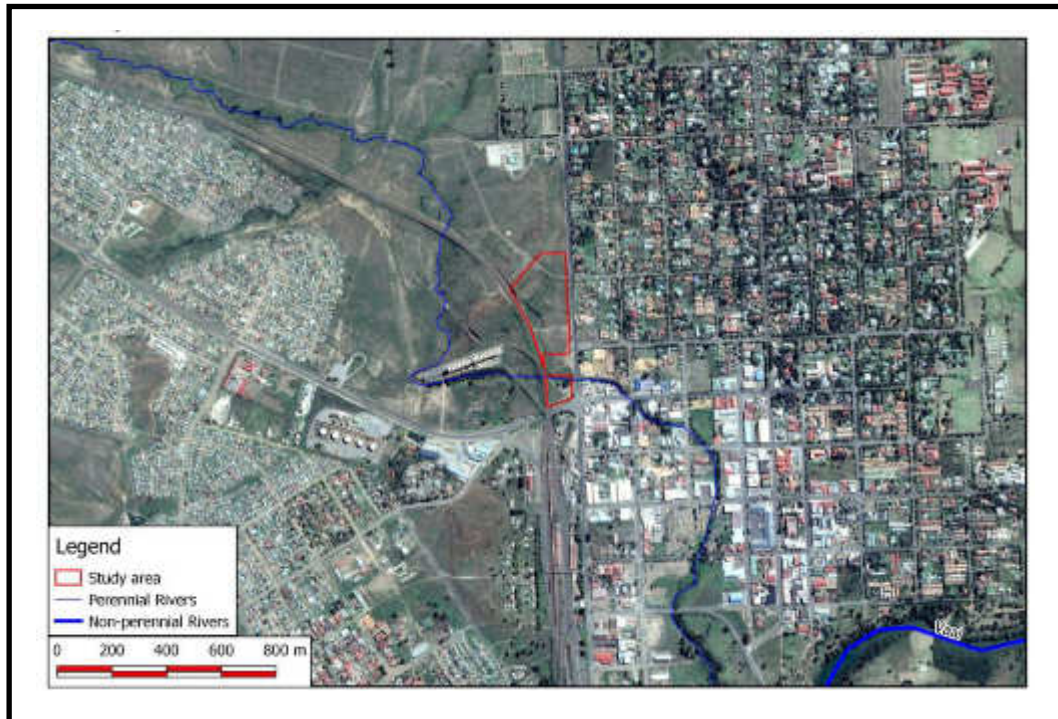 Vaal
Legend
Study area
Perennial Rivers
Non-perennial Rivers
0 200 400 600 800 m